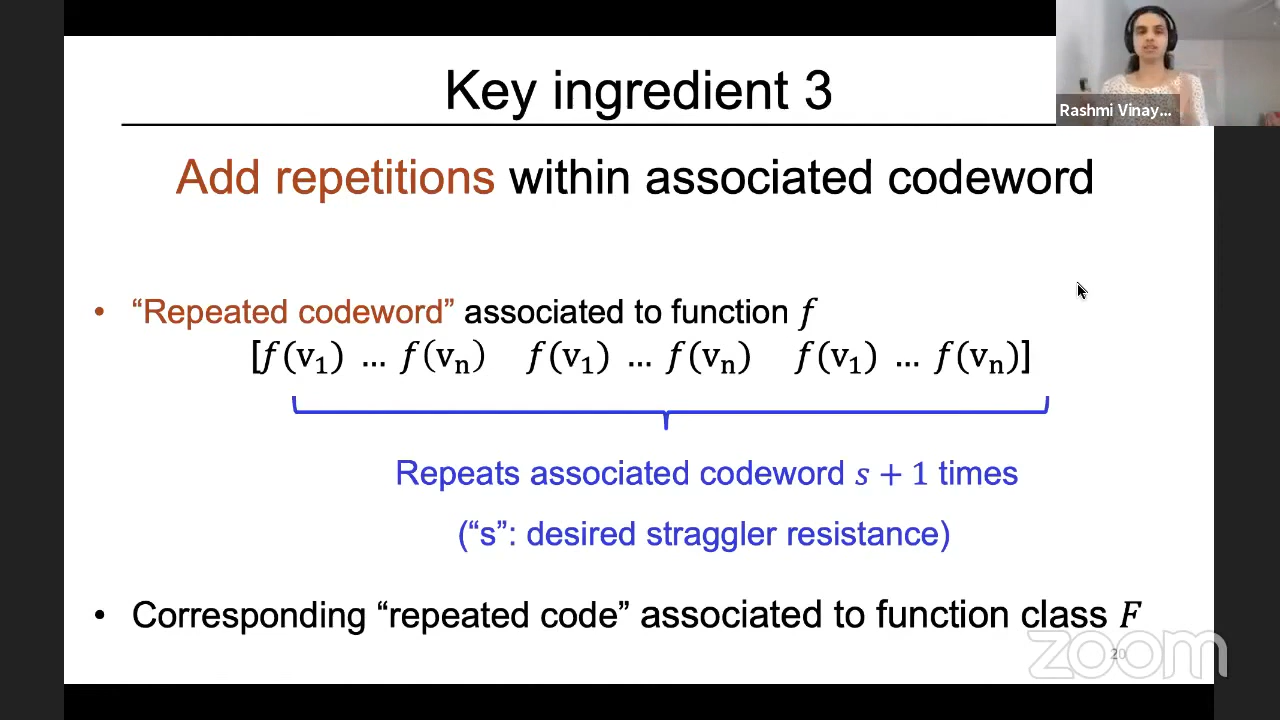 Key ingredient 3
Rashmi Vinay...
Add repetitions within associated codeword
• “Repeated codeword” associated to function f
[f(v₁) ... f(vₙ) f(v₁) ... f(vₙ) f(v₁) ... f(vₙ)]
Repeats associated codeword s + 1 times
(“s”: desired straggler resistance)
• Corresponding “repeated code” associated to function class F
20
zoom